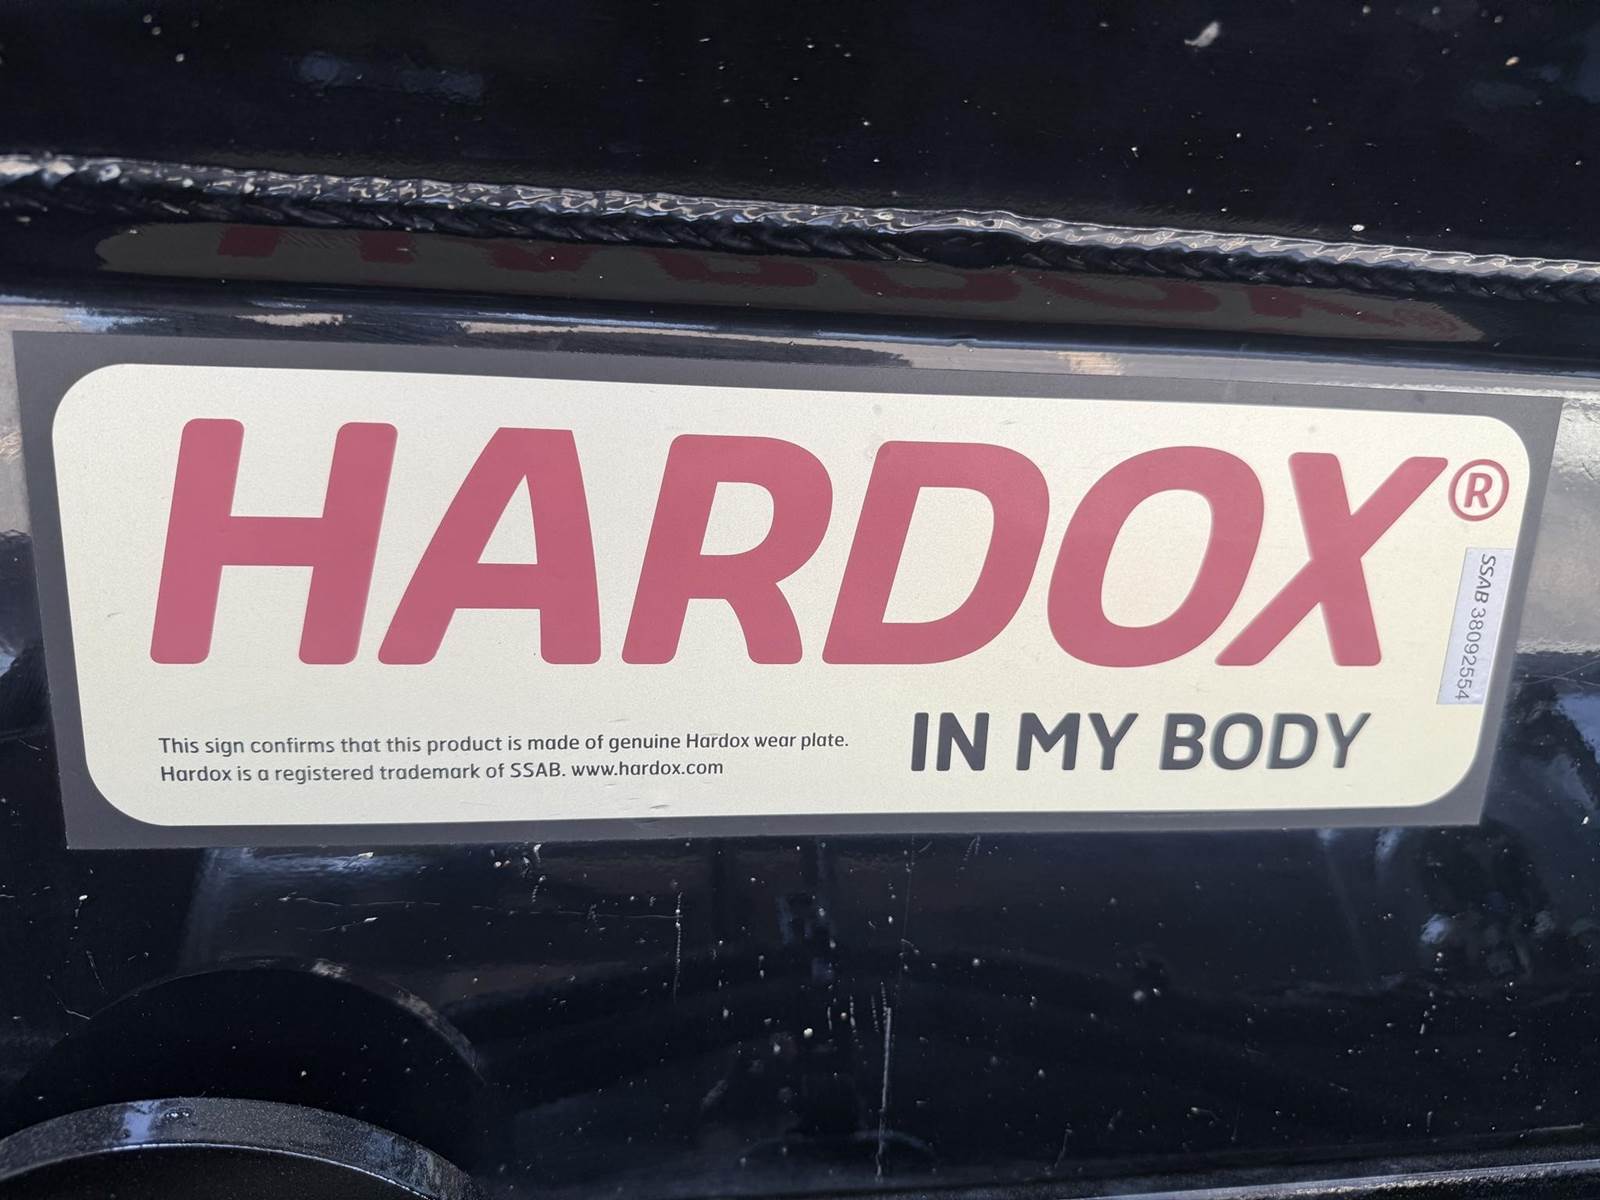 HARDOX®
SSAB 38092554
IN MY BODY
This sign confirms that this product is made of genuine Hardox wear plate.
Hardox is a registered trademark of SSAB. www.hardox.com